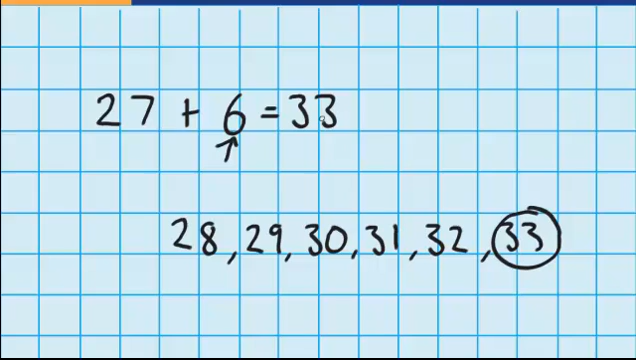 27 + 6 = 33
28, 29, 30, 31, 32, 33